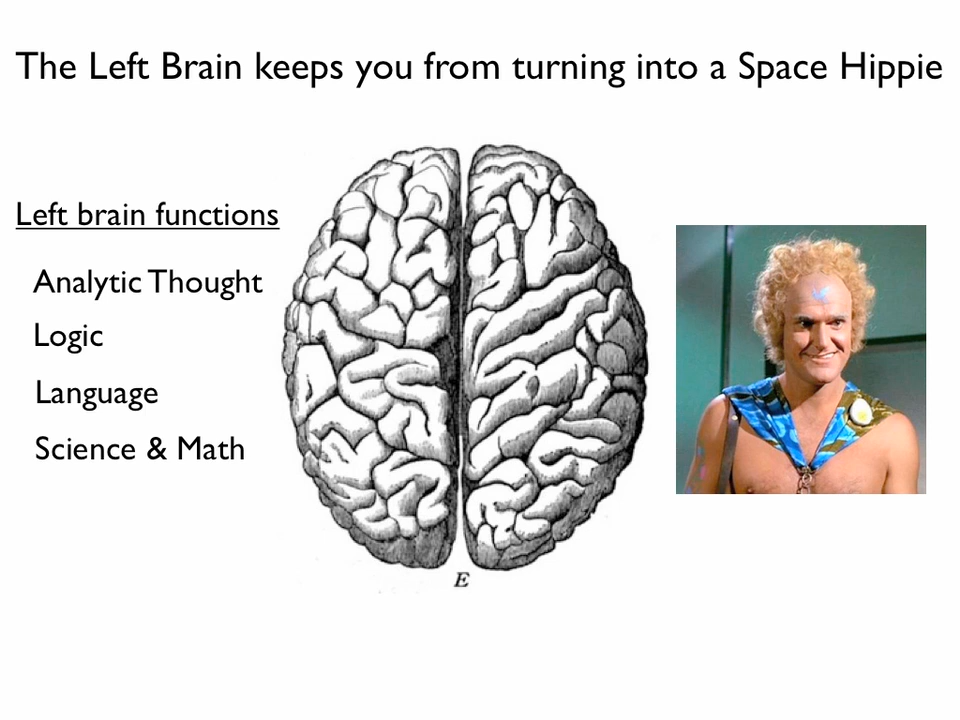 The Left Brain keeps you from turning into a Space Hippie
Left brain functions
Analytic Thought
Logic
Language
Science & Math
E